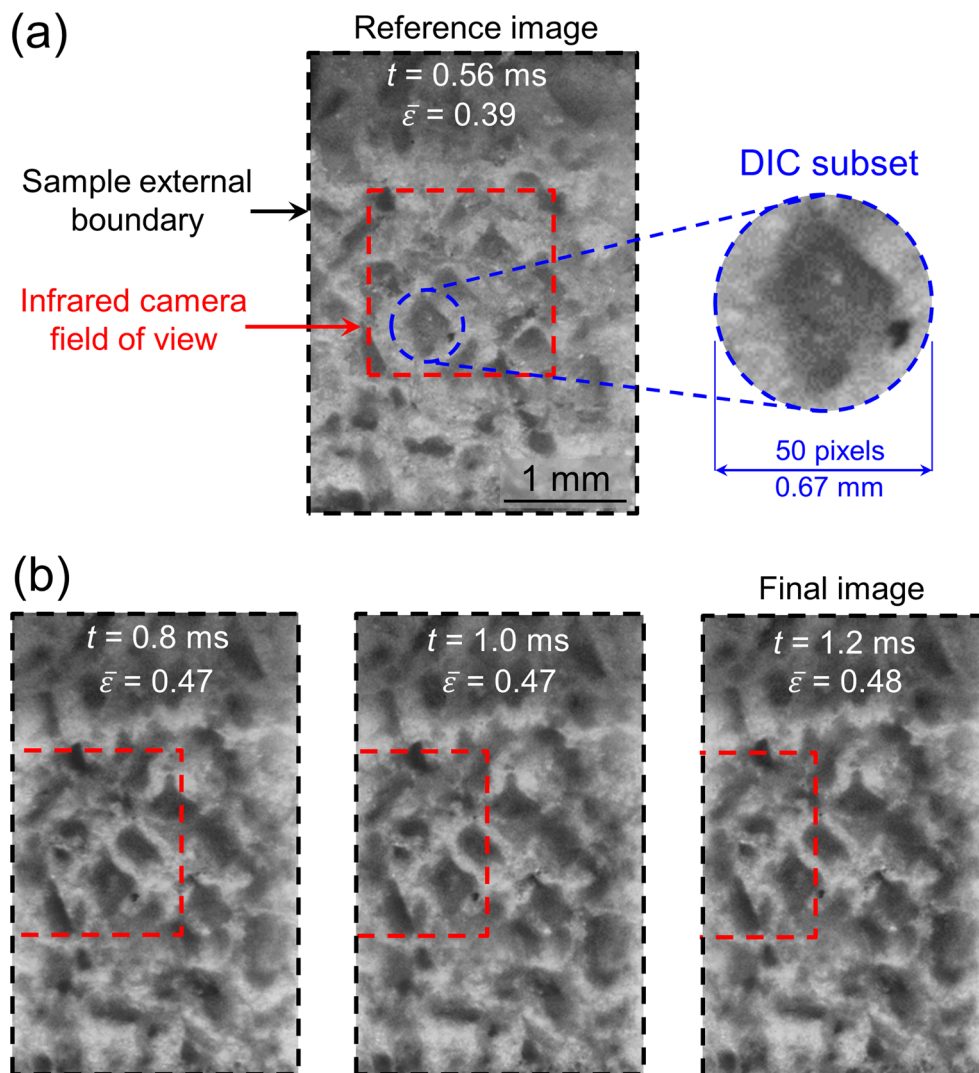 (a)
Reference image
t = 0.56 ms
ε̄ = 0.39
Sample external
boundary
DIC subset
Infrared camera
field of view
50 pixels
0.67 mm
1 mm
(b)
Final image
t = 0.8 ms
ε̄ = 0.47
t = 1.0 ms
ε̄ = 0.47
t = 1.2 ms
ε̄ = 0.48